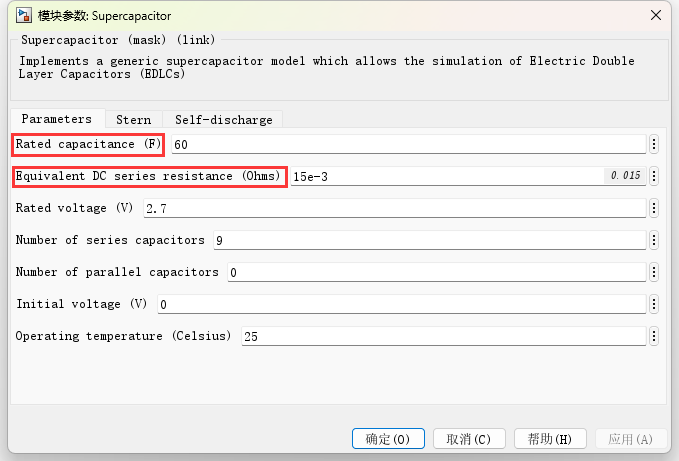 模块参数: Supercapacitor
Supercapacitor (mask) (link)
Implements a generic supercapacitor model which allows the simulation of Electric Double
Layer Capacitors (EDLCs)
Parameters Stern Self-discharge
Rated capacitance (F) 60
Equivalent DC series resistance (Ohms) 15e-3 0.015
Rated voltage (V) 2.7
Number of series capacitors 9
Number of parallel capacitors 0
Initial voltage (V) 0
Operating temperature (Celsius) 25
确定(O) 取消(C) 帮助(H) 应用(A)